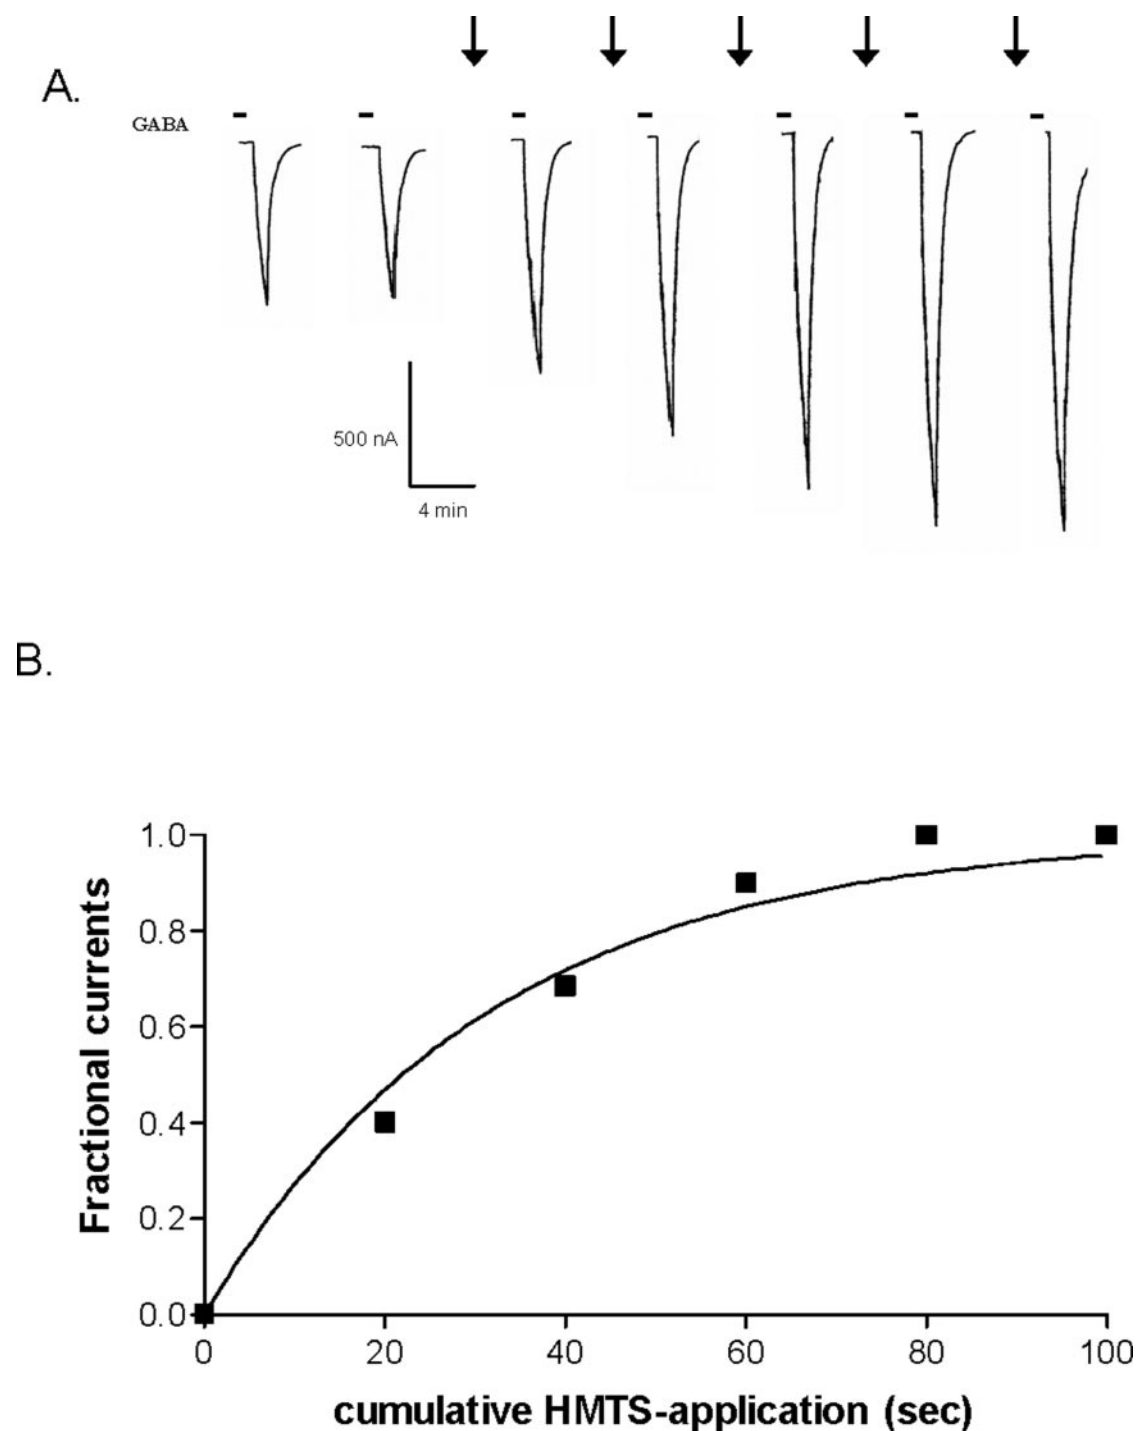 A.
GABA
500 nA
4 min
B.
1.0
0.8
0.6
0.4
0.2
0.0
Fractional currents
0 20 40 60 80 100
cumulative HMTS-application (sec)